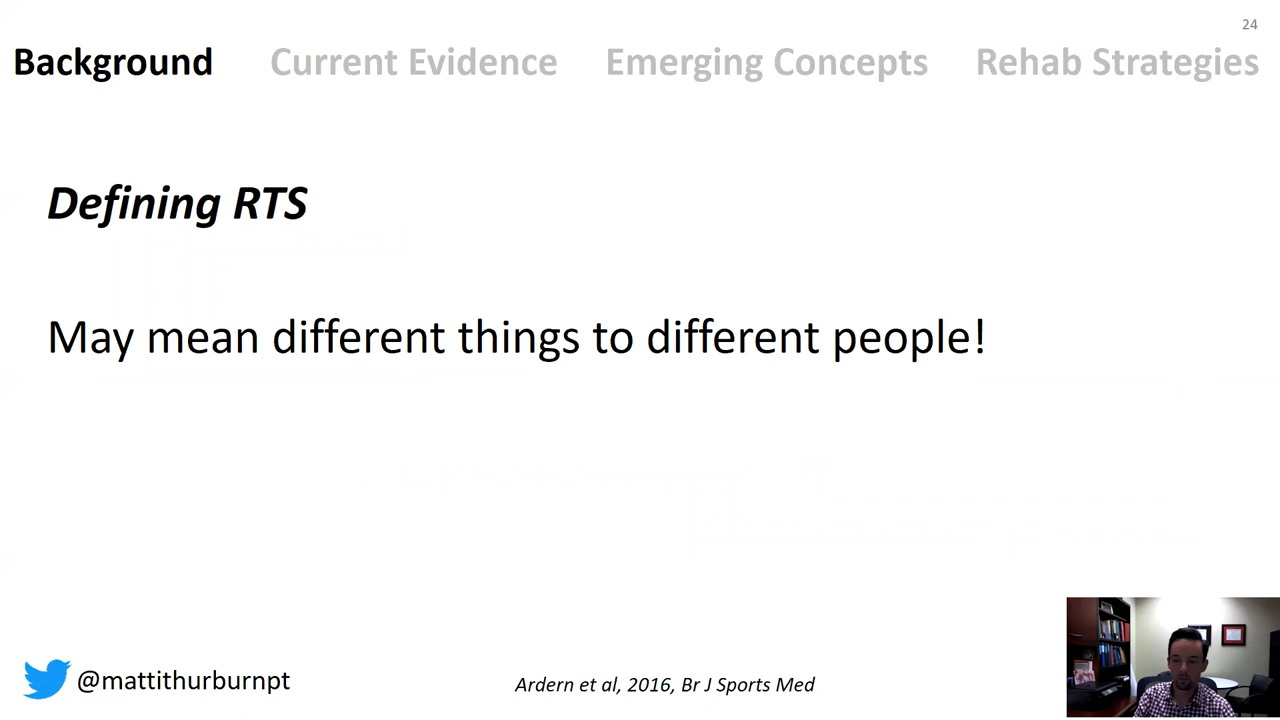 24
Background Current Evidence Emerging Concepts Rehab Strategies
Defining RTS
May mean different things to different people!
@mattithurburnpt
Ardern et al, 2016, Br J Sports Med